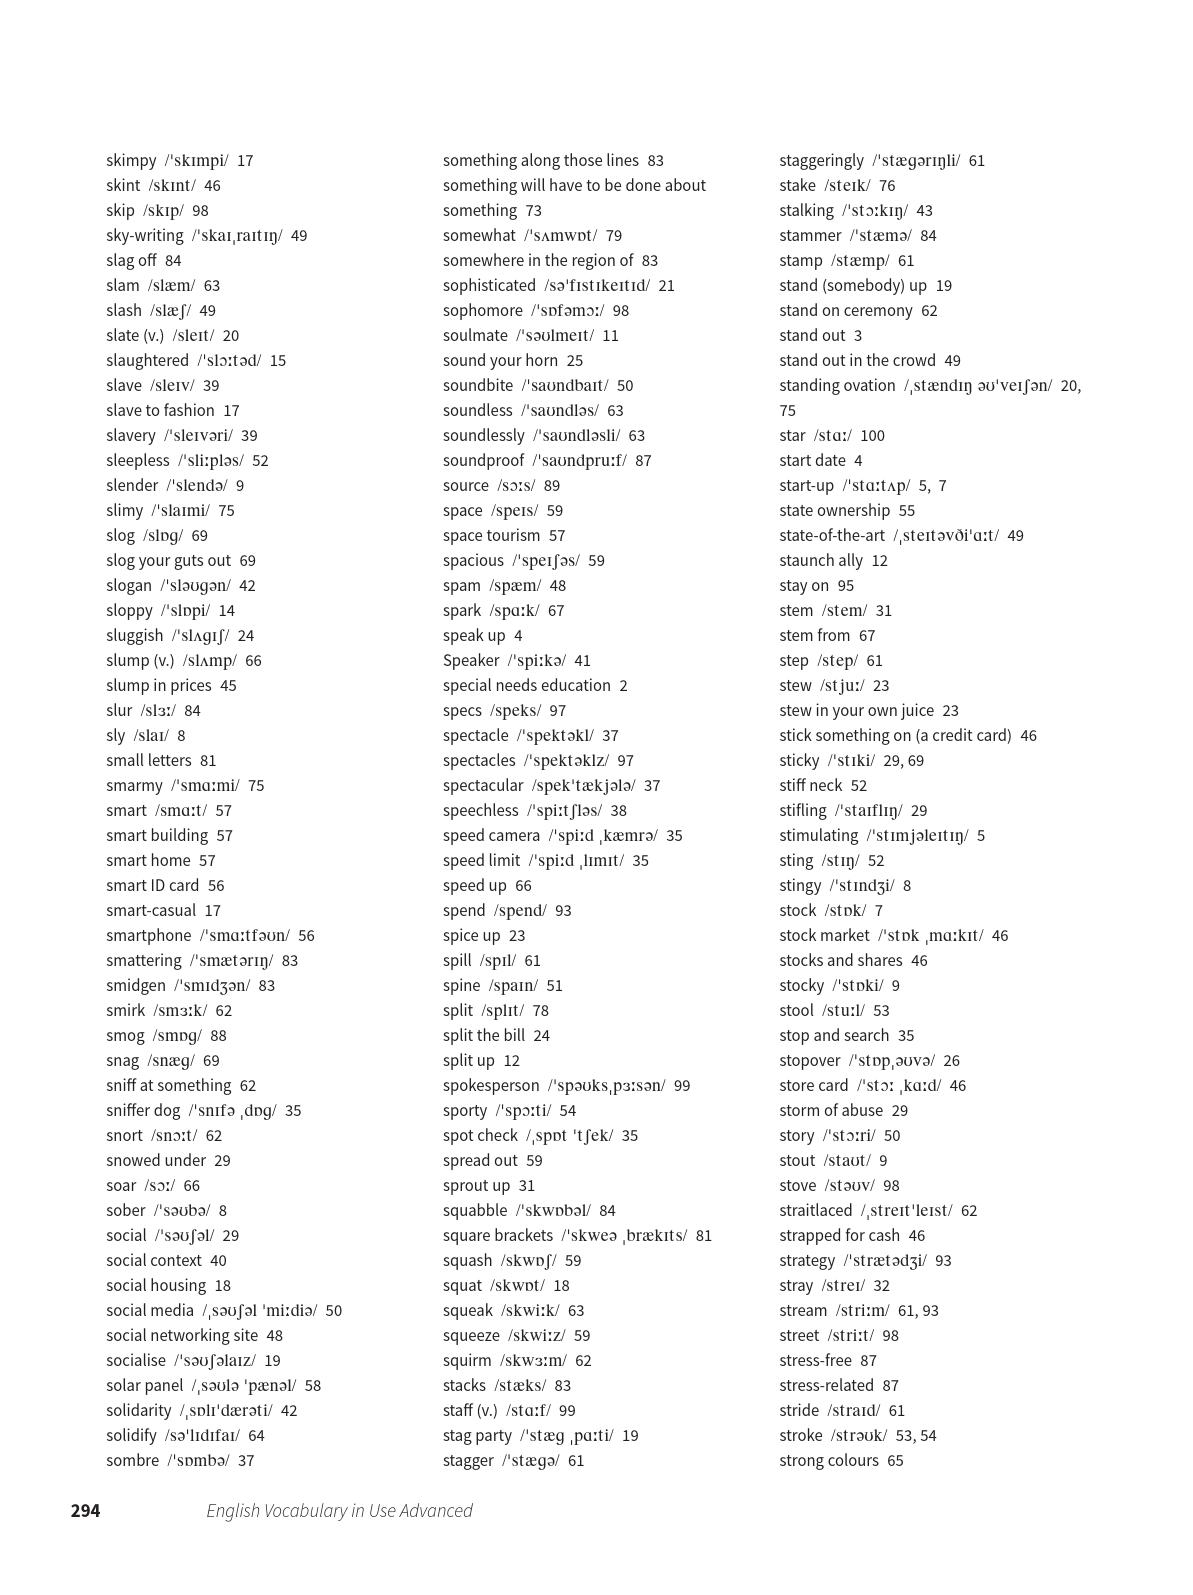 skimpy /ˈskɪmpi/ 17
skint /skɪnt/ 46
skip /skɪp/ 98
sky-writing /ˈskaɪˌraɪtɪŋ/ 49
slag off 84
slam /slæm/ 63
slash /slæʃ/ 49
slate (v.) /sleɪt/ 20
slaughtered /ˈslɔːtəd/ 15
slave /sleɪv/ 39
slave to fashion 17
slavery /ˈsleɪvəri/ 39
sleepless /ˈsliːpləs/ 52
slender /ˈslendə/ 9
slimy /ˈslaɪmi/ 75
slog /slɒɡ/ 69
slog your guts out 69
slogan /ˈsləʊɡən/ 42
sloppy /ˈslɒpi/ 14
sluggish /ˈslʌɡɪʃ/ 24
slump (v.) /slʌmp/ 66
slump in prices 45
slur /slɜː/ 84
sly /slaɪ/ 8
small letters 81
smarmy /ˈsmɑːmi/ 75
smart /smɑːt/ 57
smart building 57
smart home 57
smart ID card 56
smart-casual 17
smartphone /ˈsmɑːtfəʊn/ 56
smattering /ˈsmætərɪŋ/ 83
smidgen /ˈsmɪdʒən/ 83
smirk /smɜːk/ 62
smog /smɒɡ/ 88
snag /snæɡ/ 69
sniff at something 62
sniffer dog /ˈsnɪfə ˌdɒɡ/ 35
snort /snɔːt/ 62
snowed under 29
soar /sɔː/ 66
sober /ˈsəʊbə/ 8
social /ˈsəʊʃəl/ 29
social context 40
social housing 18
social media /ˌsəʊʃəl ˈmiːdiə/ 50
social networking site 48
socialise /ˈsəʊʃəlaɪz/ 19
solar panel /ˌsəʊlə ˈpænəl/ 58
solidarity /ˌsɒlɪˈdærəti/ 42
solidify /səˈlɪdɪfaɪ/ 64
sombre /ˈsɒmbə/ 37
something along those lines 83
something will have to be done about
something 73
somewhat /ˈsʌmwɒt/ 79
somewhere in the region of 83
sophisticated /səˈfɪstɪkeɪtɪd/ 21
sophomore /ˈsɒfəmɔː/ 98
soulmate /ˈsəʊlmeɪt/ 11
sound your horn 25
soundbite /ˈsaʊndbaɪt/ 50
soundless /ˈsaʊndləs/ 63
soundlessly /ˈsaʊndləsli/ 63
soundproof /ˈsaʊndpruːf/ 87
source /sɔːs/ 89
space /speɪs/ 59
space tourism 57
spacious /ˈspeɪʃəs/ 59
spam /spæm/ 48
spark /spɑːk/ 67
speak up 4
Speaker /ˈspiːkə/ 41
special needs education 2
specs /speks/ 97
spectacle /ˈspektəkl/ 37
spectacles /ˈspektəklz/ 97
spectacular /spekˈtækjələ/ 37
speechless /ˈspiːtʃləs/ 38
speed camera /ˈspiːd ˌkæmrə/ 35
speed limit /ˈspiːd ˌlɪmɪt/ 35
speed up 66
spend /spend/ 93
spice up 23
spill /spɪl/ 61
spine /spaɪn/ 51
split /splɪt/ 78
split the bill 24
split up 12
spokesperson /ˈspəʊksˌpɜːsən/ 99
sporty /ˈspɔːti/ 54
spot check /ˌspɒt ˈtʃek/ 35
spread out 59
sprout up 31
squabble /ˈskwɒbəl/ 84
square brackets /ˈskweə ˌbrækɪts/ 81
squash /skwɒʃ/ 59
squat /skwɒt/ 18
squeak /skwiːk/ 63
squeeze /skwiːz/ 59
squirm /skwɜːm/ 62
stacks /stæks/ 83
staff (v.) /stɑːf/ 99
stag party /ˈstæɡ ˌpɑːti/ 19
stagger /ˈstæɡə/ 61
staggeringly /ˈstæɡərɪŋli/ 61
stake /steɪk/ 76
stalking /ˈstɔːkɪŋ/ 43
stammer /ˈstæmə/ 84
stamp /stæmp/ 61
stand (somebody) up 19
stand on ceremony 62
stand out 3
stand out in the crowd 49
standing ovation /ˌstændɪŋ əʊˈveɪʃən/ 20,
75
star /stɑː/ 100
start date 4
start-up /ˈstɑːtʌp/ 5, 7
state ownership 55
state-of-the-art /ˌsteɪtəvðiˈɑːt/ 49
staunch ally 12
stay on 95
stem /stem/ 31
stem from 67
step /step/ 61
stew /stjuː/ 23
stew in your own juice 23
stick something on (a credit card) 46
sticky /ˈstɪki/ 29, 69
stiff neck 52
stifling /ˈstaɪflɪŋ/ 29
stimulating /ˈstɪmjəleɪtɪŋ/ 5
sting /stɪŋ/ 52
stingy /ˈstɪndʒi/ 8
stock /stɒk/ 7
stock market /ˈstɒk ˌmɑːkɪt/ 46
stocks and shares 46
stocky /ˈstɒki/ 9
stool /stuːl/ 53
stop and search 35
stopover /ˈstɒpˌəʊvə/ 26
store card /ˈstɔː ˌkɑːd/ 46
storm of abuse 29
story /ˈstɔːri/ 50
stout /staʊt/ 9
stove /stəʊv/ 98
straitlaced /ˌstreɪtˈleɪst/ 62
strapped for cash 46
strategy /ˈstrætədʒi/ 93
stray /streɪ/ 32
stream /striːm/ 61, 93
street /striːt/ 98
stress-free 87
stress-related 87
stride /straɪd/ 61
stroke /strəʊk/ 53, 54
strong colours 65
294 English Vocabulary in Use Advanced